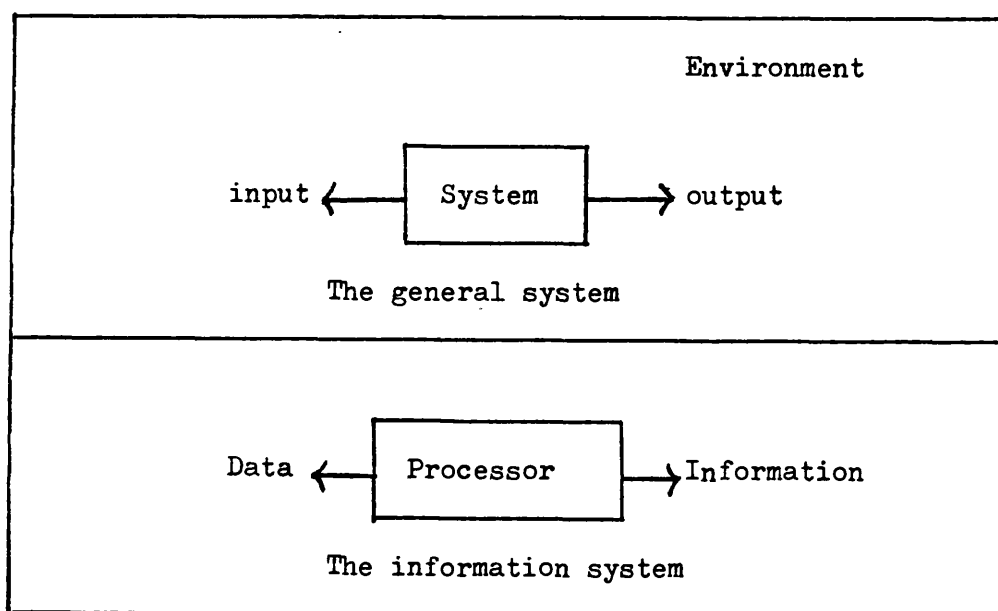 Environment
input System output
The general system
Data Processor Information
The information system